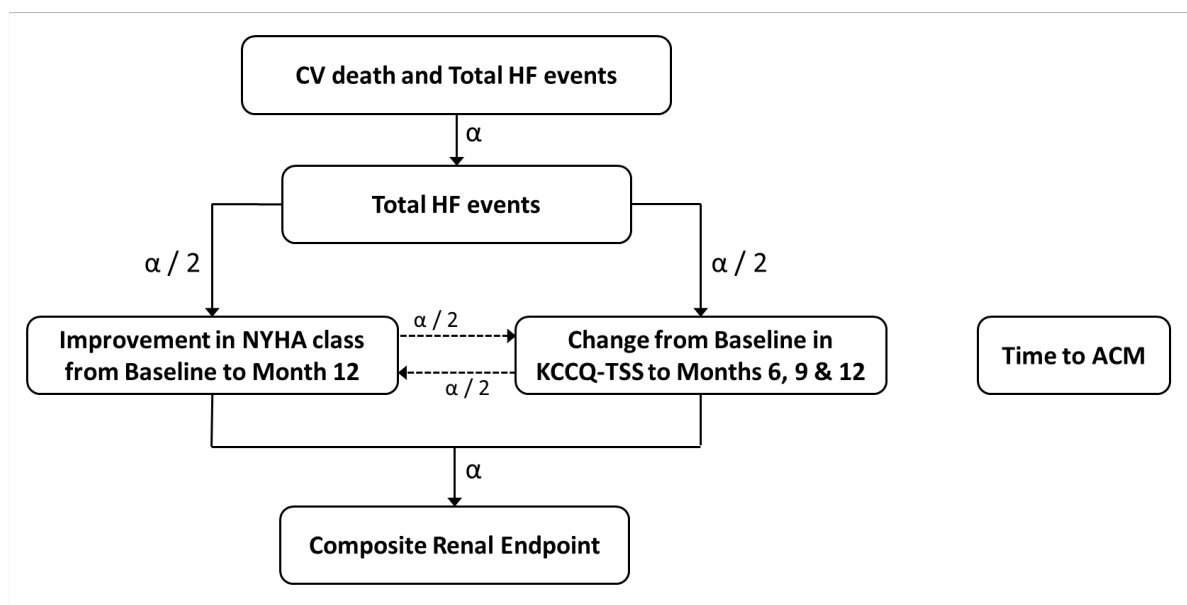 CV death and Total HF events
α
Total HF events
α / 2
α / 2
Improvement in NYHA class
from Baseline to Month 12
α / 2
α / 2
Change from Baseline in
KCCQ-TSS to Months 6, 9 & 12
Time to ACM
α
Composite Renal Endpoint